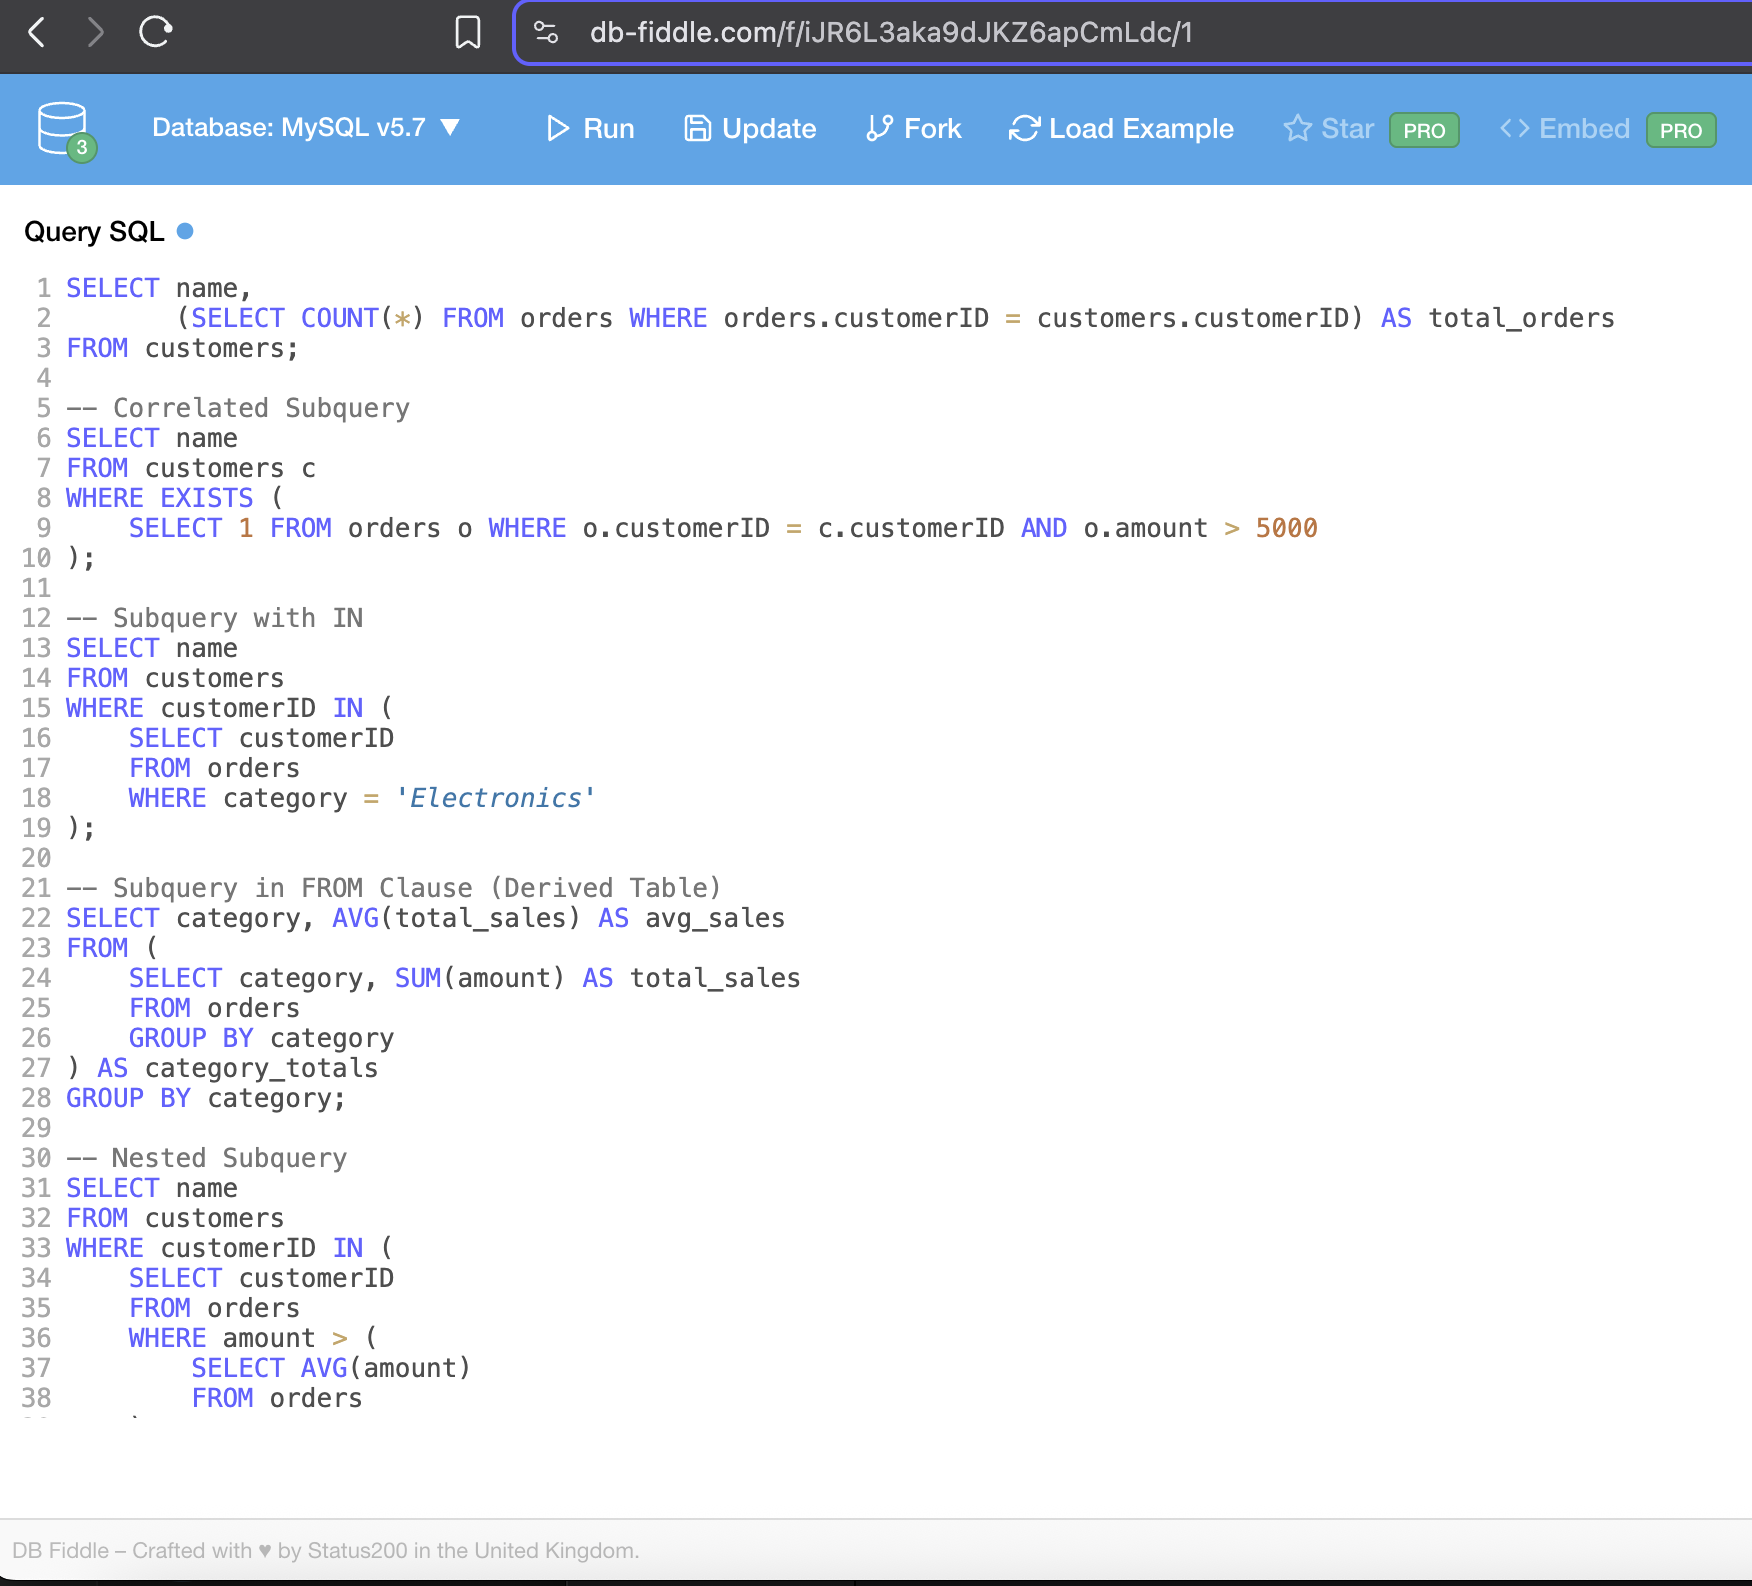 db-fiddle.com/f/iJR6L3aka9dJKZ6apCmLdc/1
3 Database: MySQL v5.7 ▼ Run Update Fork Load Example Star PRO <> Embed PRO
Query SQL
1 SELECT name,
2        (SELECT COUNT(*) FROM orders WHERE orders.customerID = customers.customerID) AS total_orders
3 FROM customers;
4
5 -- Correlated Subquery
6 SELECT name
7 FROM customers c
8 WHERE EXISTS (
9     SELECT 1 FROM orders o WHERE o.customerID = c.customerID AND o.amount > 5000
10 );
11
12 -- Subquery with IN
13 SELECT name
14 FROM customers
15 WHERE customerID IN (
16     SELECT customerID
17     FROM orders
18     WHERE category = 'Electronics'
19 );
20
21 -- Subquery in FROM Clause (Derived Table)
22 SELECT category, AVG(total_sales) AS avg_sales
23 FROM (
24     SELECT category, SUM(amount) AS total_sales
25     FROM orders
26     GROUP BY category
27 ) AS category_totals
28 GROUP BY category;
29
30 -- Nested Subquery
31 SELECT name
32 FROM customers
33 WHERE customerID IN (
34     SELECT customerID
35     FROM orders
36     WHERE amount > (
37         SELECT AVG(amount)
38         FROM orders
DB Fiddle – Crafted with ♥ by Status200 in the United Kingdom.